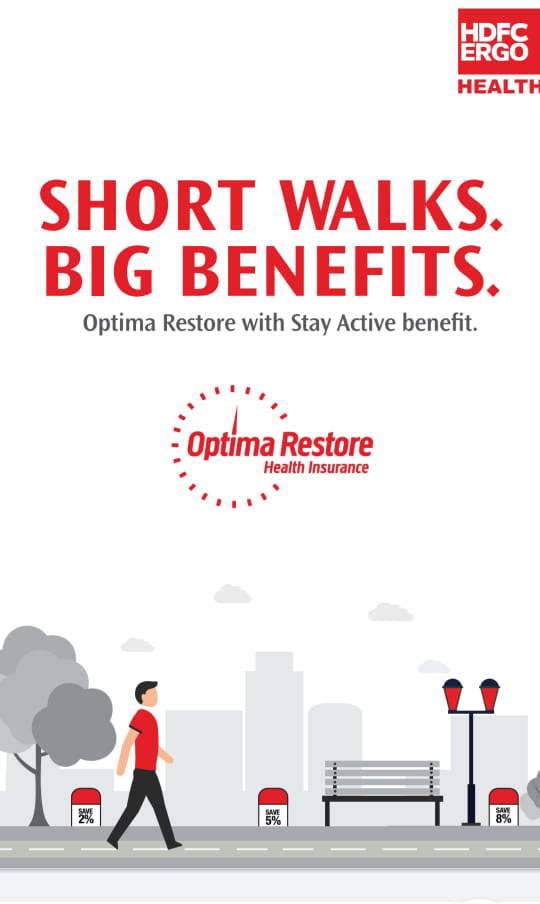 HDFC
ERGO
HEALTH
SHORT WALKS.
BIG BENEFITS.
Optima Restore with Stay Active benefit.
Optima Restore
Health Insurance
SAVE
2%
SAVE
5%
SAVE
8%